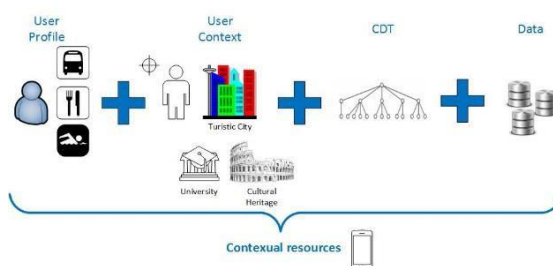 User
Profile
User
Context
CDT
Data
Turistic City
University
Cultural
Heritage
Contexual resources